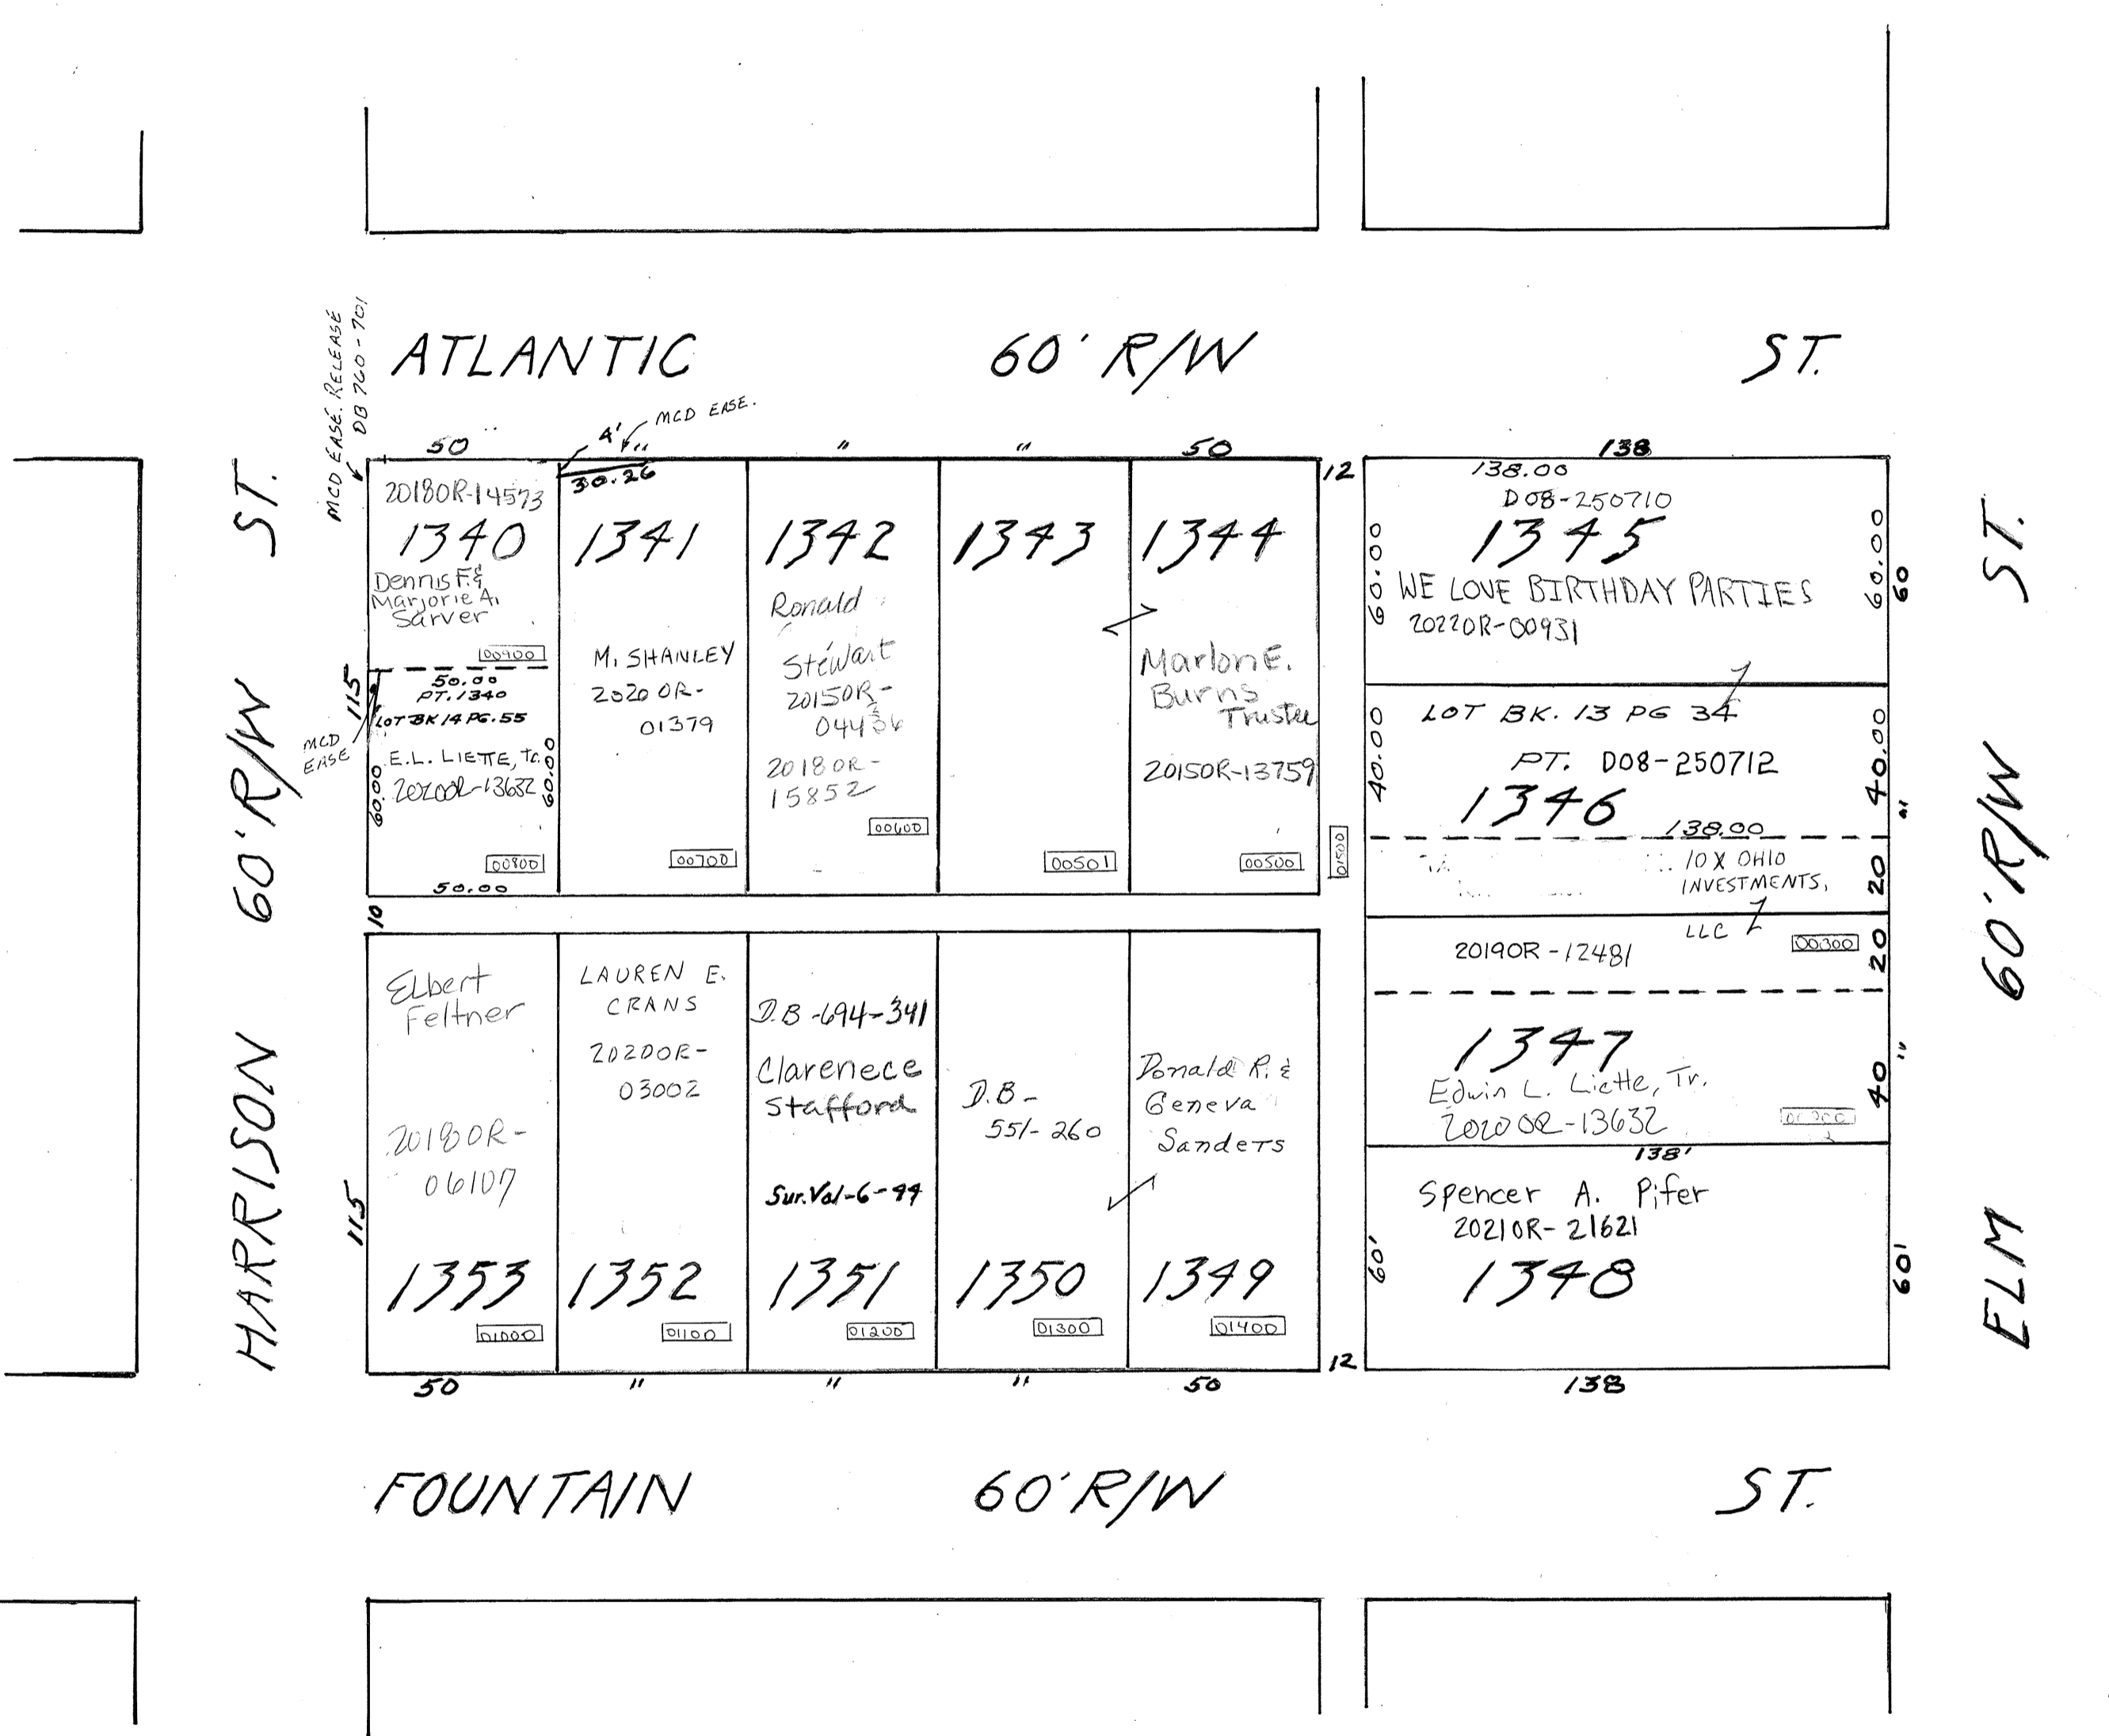 ATLANTIC 60' R/W ST.
MCD EASE. RELEASE
DB 760-701
4'
MCD EASE.
50 " " " 50
12
138
HARRISON 60' R/W ST.
20180R-14573
1340
Dennis F. &
Marjorie A.
Sarver
00900
50.00
PT. 1340
LOT BK 14 PG. 55
E.L. LIETTE, Tr.
20200R-13632
60.00
60.00
00800
50.00
115
MCD
EASE
10
30.26
1341
M. SHANLEY
20200R-
01379
00700
1342
Ronald
Stewart
20150R-
20180R-
15852
00600
1343
00501
1344
Marlon E.
Burns
Trustee
20150R-13759
00500
01500
138.00
D08-250710
1345
WE LOVE BIRTHDAY PARTIES
20220R-00931
60.00
60.00
60
LOT BK. 13 PG 34
PT. D08-250712
1346
138.00
40.00
40.00
"
10 X OHIO
INVESTMENTS,
LLC
20
20190R-12481
00300
20
1347
Edwin L. Liette, Tr.
20200R-13632
40
"
138'
Spencer A. Pifer
20210R-21621
1348
60'
60'
138
ELM 60' R/W ST.
Elbert
Feltner
20180R-
06107
1353
01000
115
LAUREN E.
CRANS
20200R-
03002
1352
01100
D.B-694-341
Clarenece
Stafford
Sur.Vol-6-99
1351
01200
D.B-
551-260
1350
01300
Donald R. &
Geneva
Sanders
1349
01400
12
50 " " " 50
FOUNTAIN 60' R/W ST.